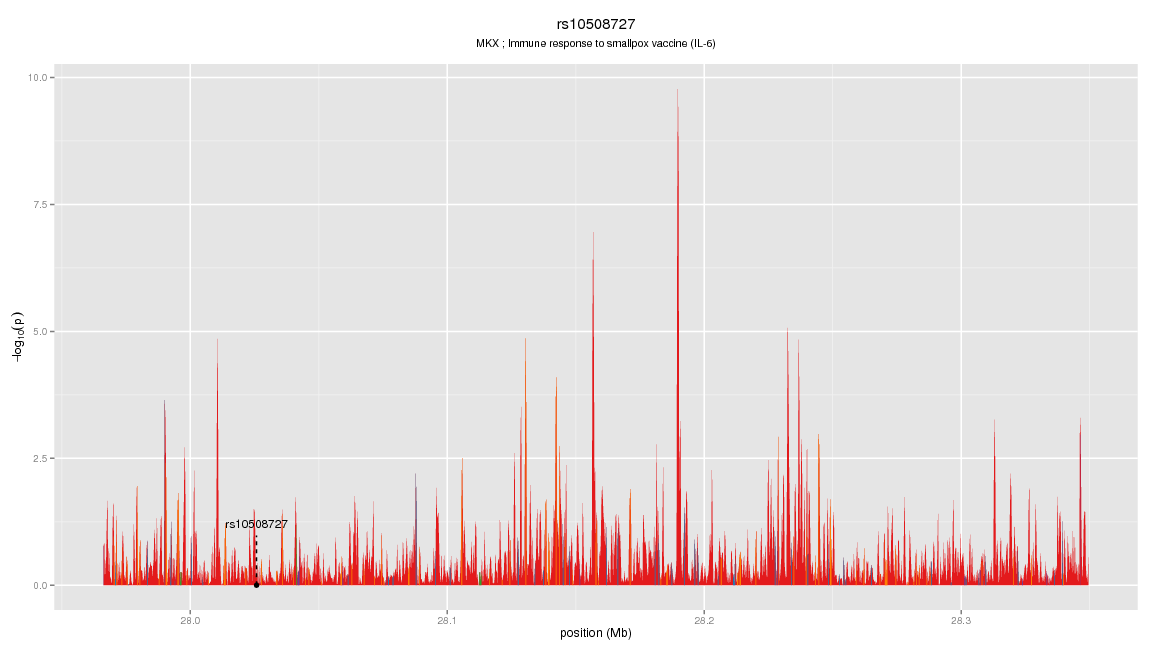 rs10508727
MKX ; Immune response to smallpox vaccine (IL-6)
10.0
7.5
5.0
2.5
0.0
−log10(p)
rs10508727
28.0
28.1
28.2
28.3
position (Mb)